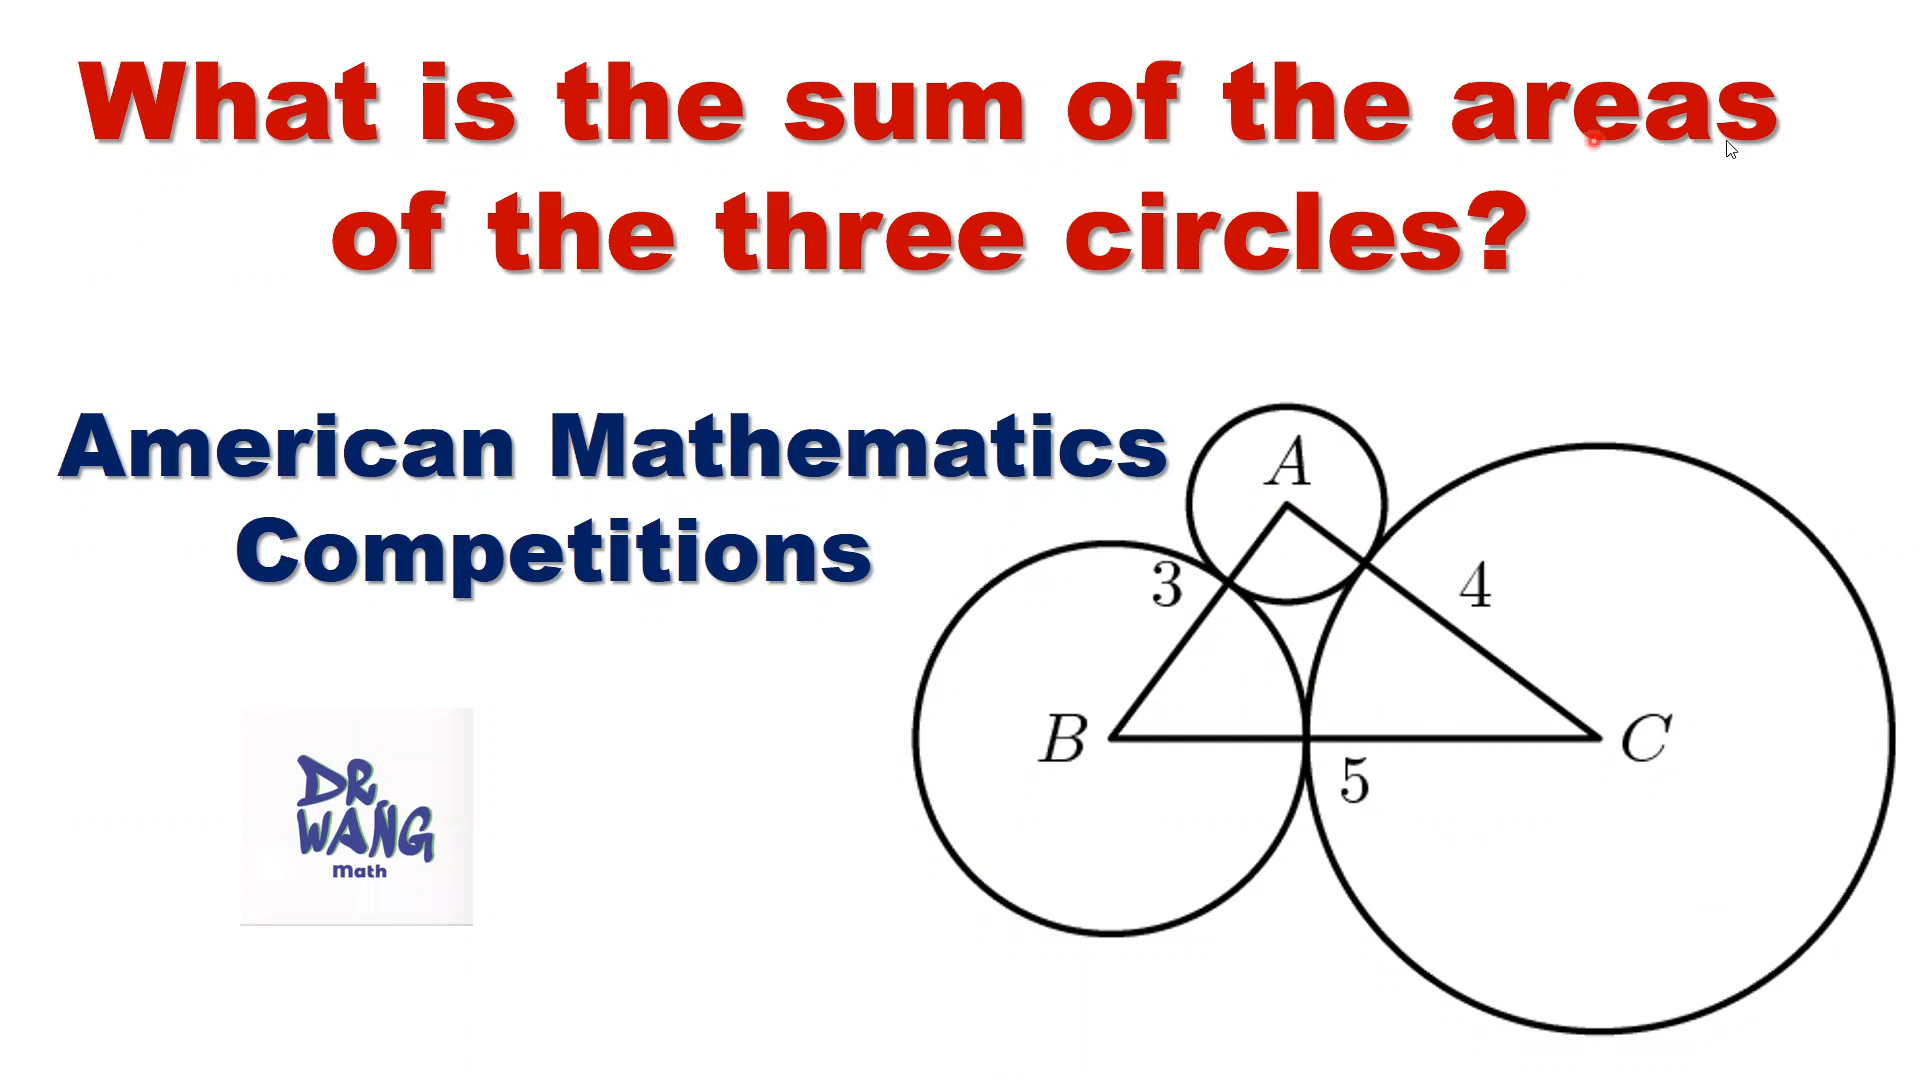 What is the sum of the areas
of the three circles?
American Mathematics
Competitions
A
3
4
B
C
5
DR
WANG
Math